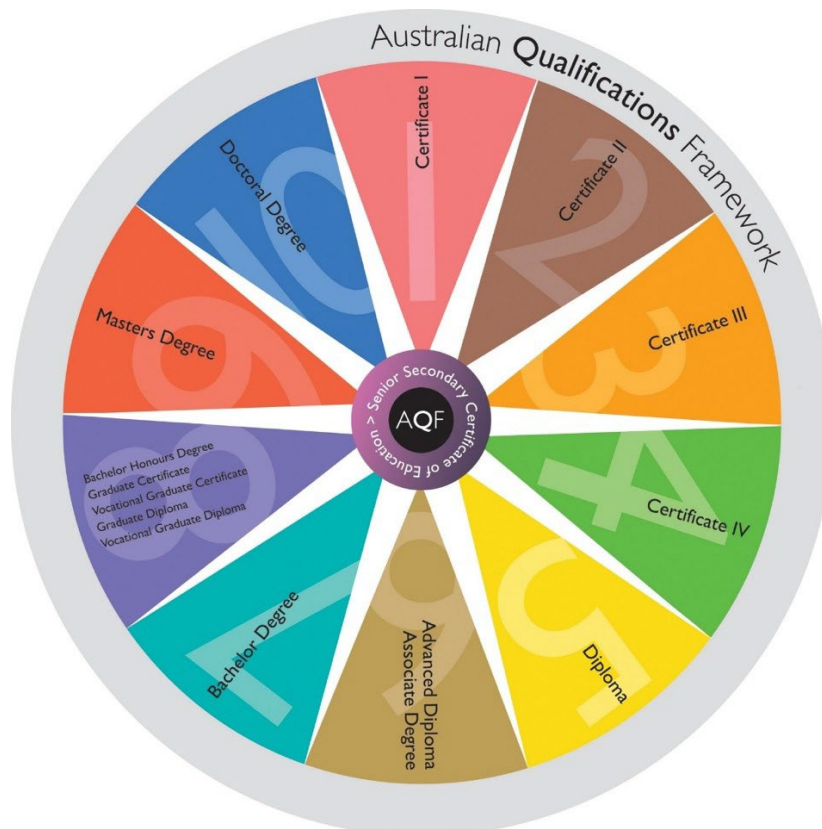 Australian Qualifications Framework
1
Certificate I
2
Certificate II
3
Certificate III
4
Certificate IV
5
Diploma
6
Advanced Diploma
Associate Degree
7
Bachelor Degree
8
Bachelor Honours Degree
Graduate Certificate
Vocational Graduate Certificate
Graduate Diploma
Vocational Graduate Diploma
9
Masters Degree
10
Doctoral Degree
Senior Secondary Certificate of Education >
AQF